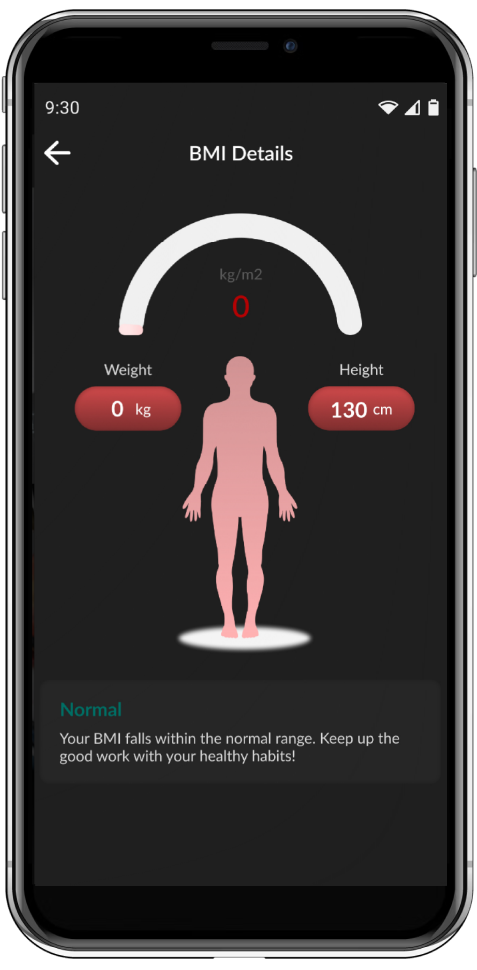 9:30
BMI Details
kg/m2
0
Weight
Height
0 kg
130 cm
Normal
Your BMI falls within the normal range. Keep up the
good work with your healthy habits!